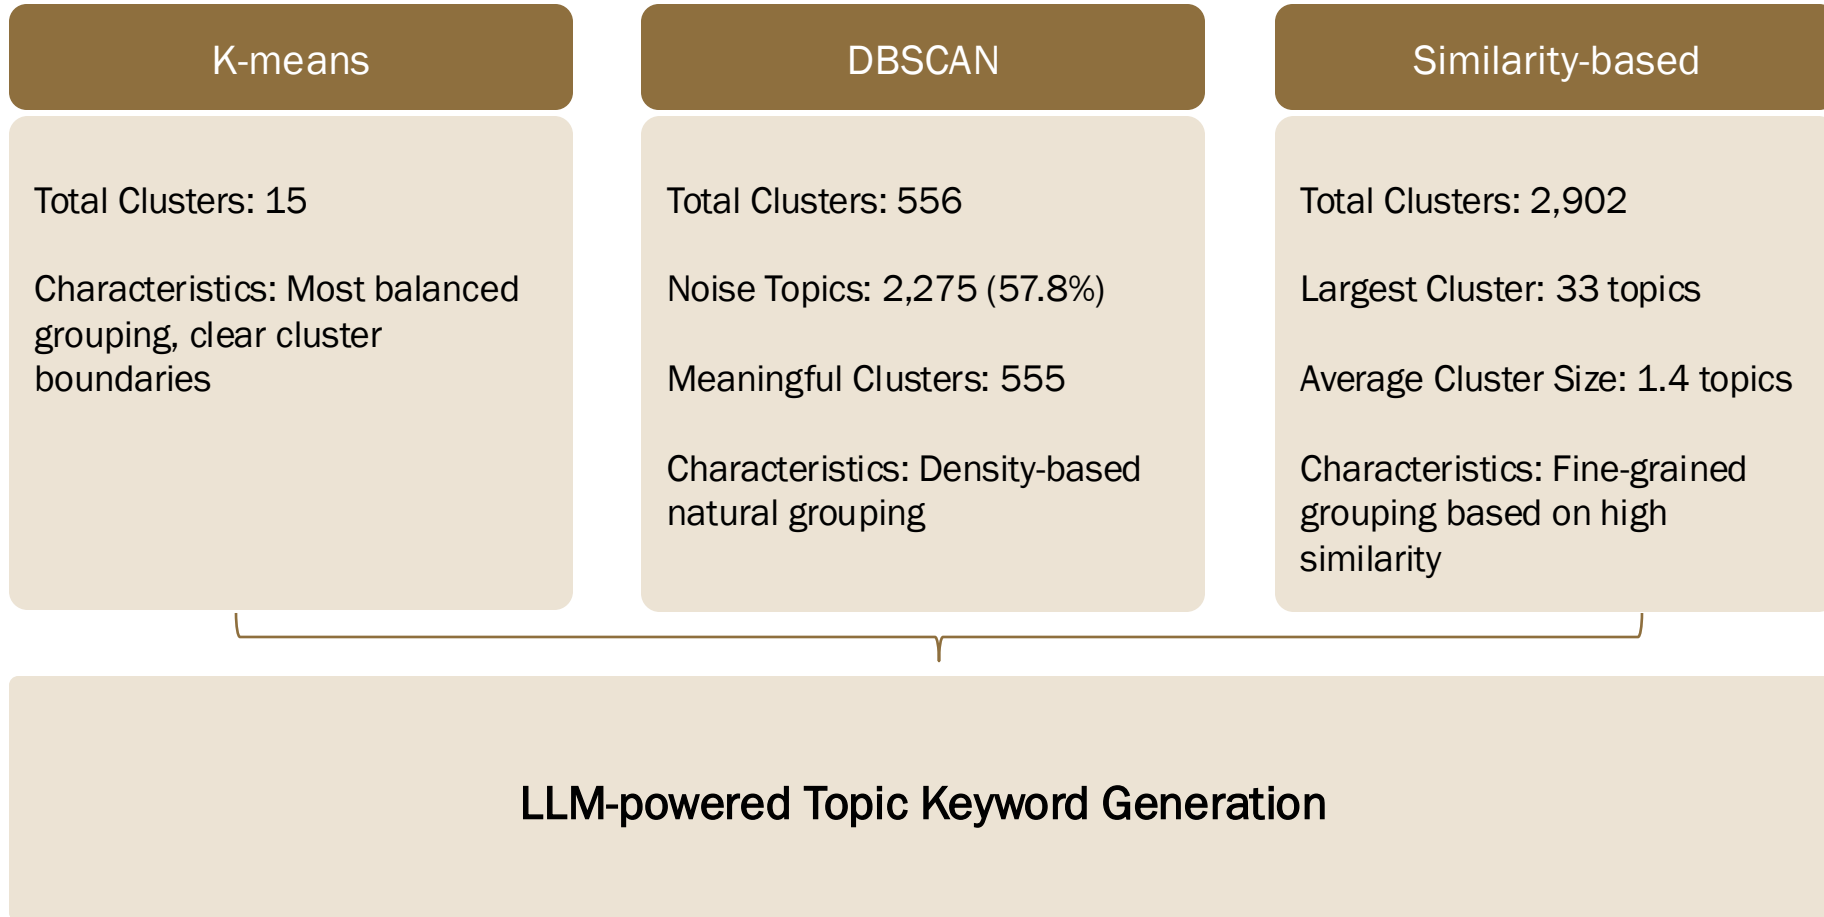 K-means
Total Clusters: 15
Characteristics: Most balanced
grouping, clear cluster
boundaries
DBSCAN
Total Clusters: 556
Noise Topics: 2,275 (57.8%)
Meaningful Clusters: 555
Characteristics: Density-based
natural grouping
Similarity-based
Total Clusters: 2,902
Largest Cluster: 33 topics
Average Cluster Size: 1.4 topics
Characteristics: Fine-grained
grouping based on high
similarity
LLM-powered Topic Keyword Generation